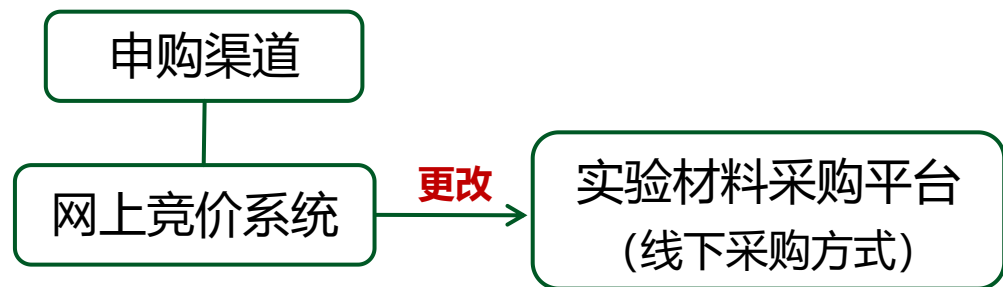 申购渠道
网上竞价系统
更改
实验材料采购平台
（线下采购方式）